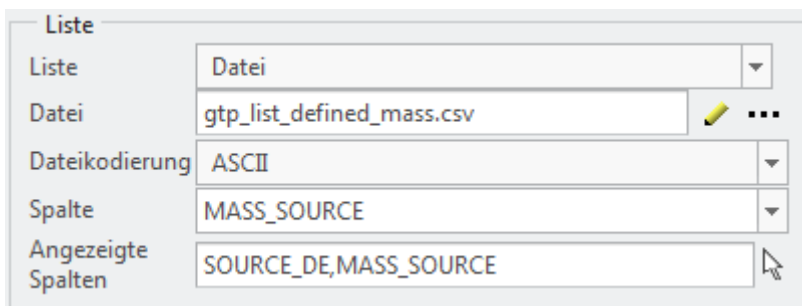 Liste
Liste Datei
Datei gtp_list_defined_mass.csv
Dateikodierung ASCII
Spalte MASS_SOURCE
Angezeigte
Spalten SOURCE_DE,MASS_SOURCE